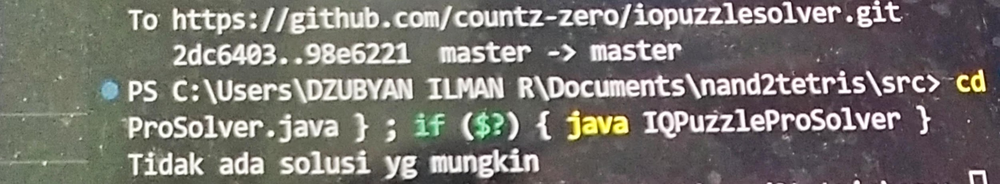 To https://github.com/countz-zero/iopuzzlesolver.git
2dc6403..98e6221 master -> master
PS C:\Users\DZUBYAN ILMAN R\Documents\nand2tetris\src> cd
ProSolver.java } ; if ($?) { java IQPuzzleProSolver }
Tidak ada solusi yg mungkin